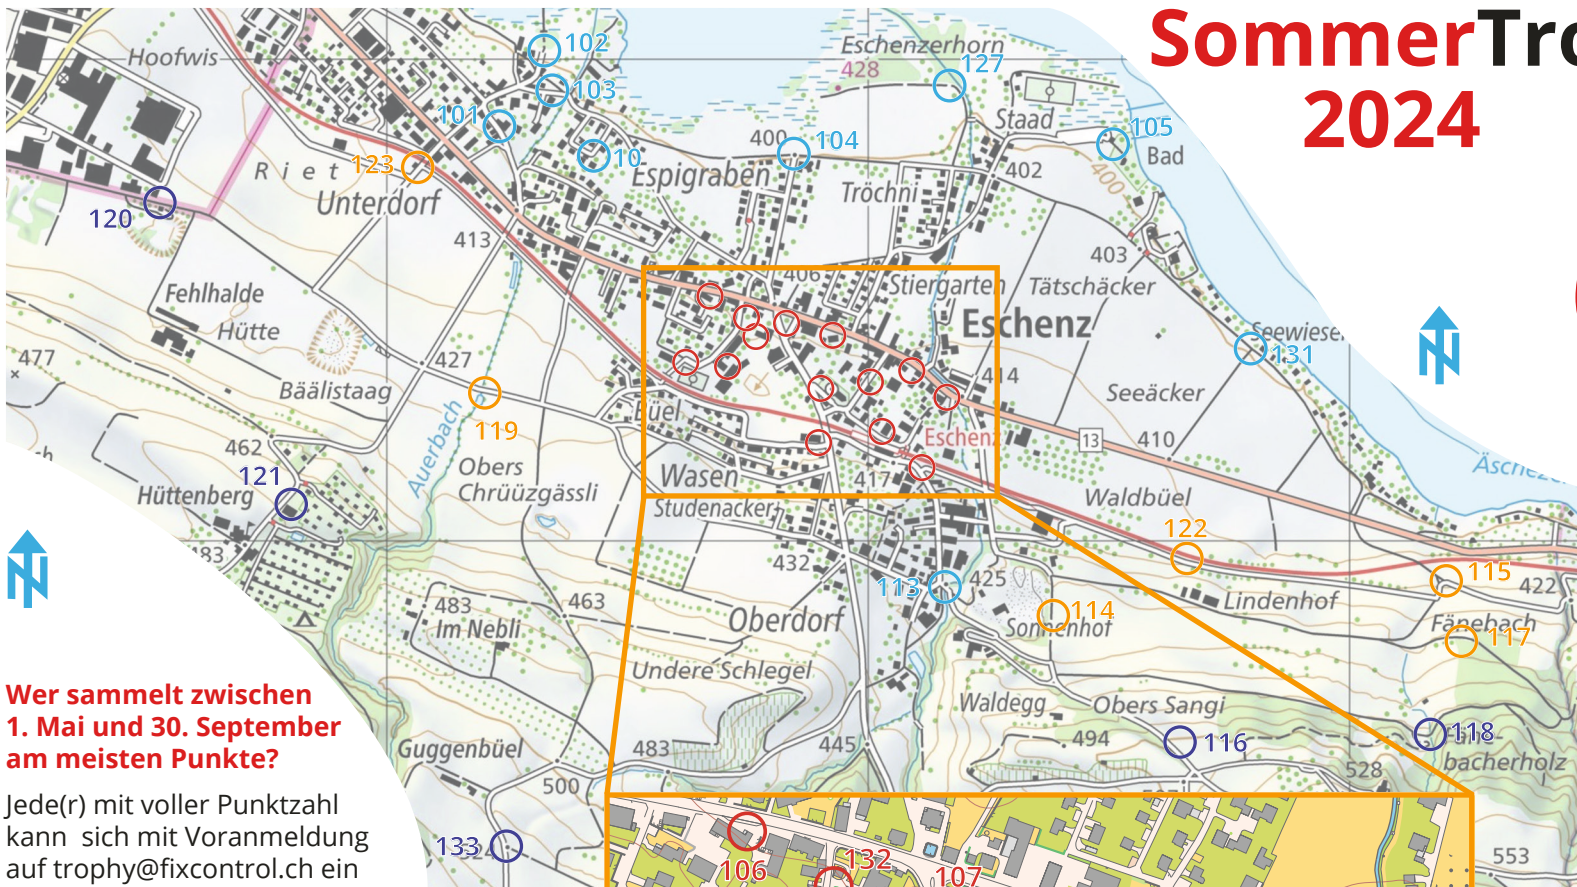 SommerTro
2024
Hoofwis
102
103
101
10
Eschenzerhorn
428
127
Staad
105
Bad
400
104
402
400
Riet
123
Unterdorf
Espigraben
Tröchni
120
413
403
406
Stiergarten
Tätschäcker
Fehlhalde
Hütte
Eschenz
131
477
427
Bäälistaag
414
Seeäcker
119
Büel
Eschenz
13
410
462
Auerbach
Obers
Chrüüzgässli
Wasen
417
121
Hüttenberg
Studenacker
Waldbüel
122
432
113
425
115
422
483
Im Nebli
463
Oberdorf
114
Sonnenhof
Lindenhof
Fänebach
117
Undere Schlegel
Waldegg
Obers Sangi
Wer sammelt zwischen
1. Mai und 30. September
am meisten Punkte?
Guggenbüel
483
445
494
116
118
bacherholz
528
500
Jede(r) mit voller Punktzahl
kann sich mit Voranmeldung
auf trophy@fixcontrol.ch ein
133
106
132
107
553